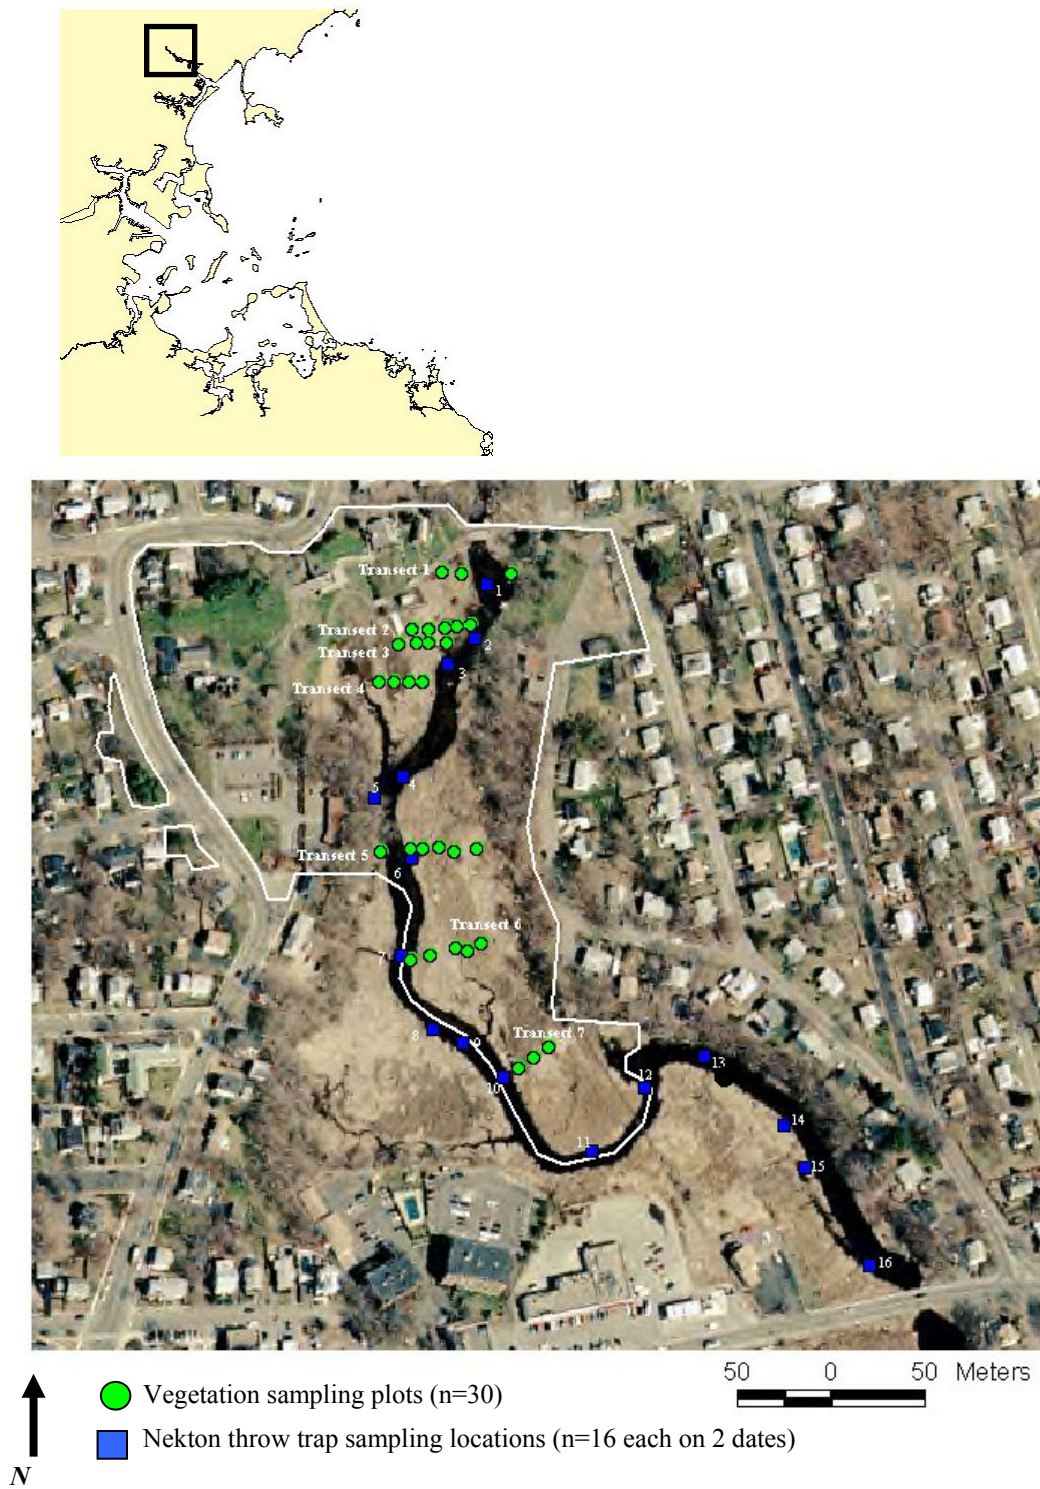 Transect 1
1
Transect 2
2
Transect 3
3
Transect 4
4
5
Transect 5
6
Transect 6
7
8
9
Transect 7
10
11
12
13
14
15
16
50 0 50 Meters
Vegetation sampling plots (n=30)
Nekton throw trap sampling locations (n=16 each on 2 dates)
N